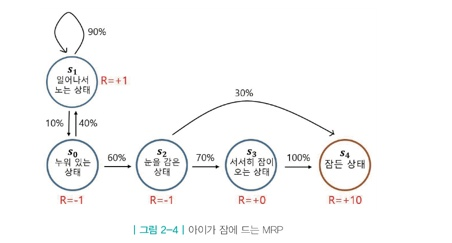 90%
s₁
일어나서
노는 상태
R=+1
10%
40%
30%
s₀
누워 있는
상태
60%
s₂
눈을 감은
상태
70%
s₃
서서히 잠이
오는 상태
100%
s₄
잠든 상태
R=-1
R=-1
R=+0
R=+10
| 그림 2-4 | 아이가 잠에 드는 MRP